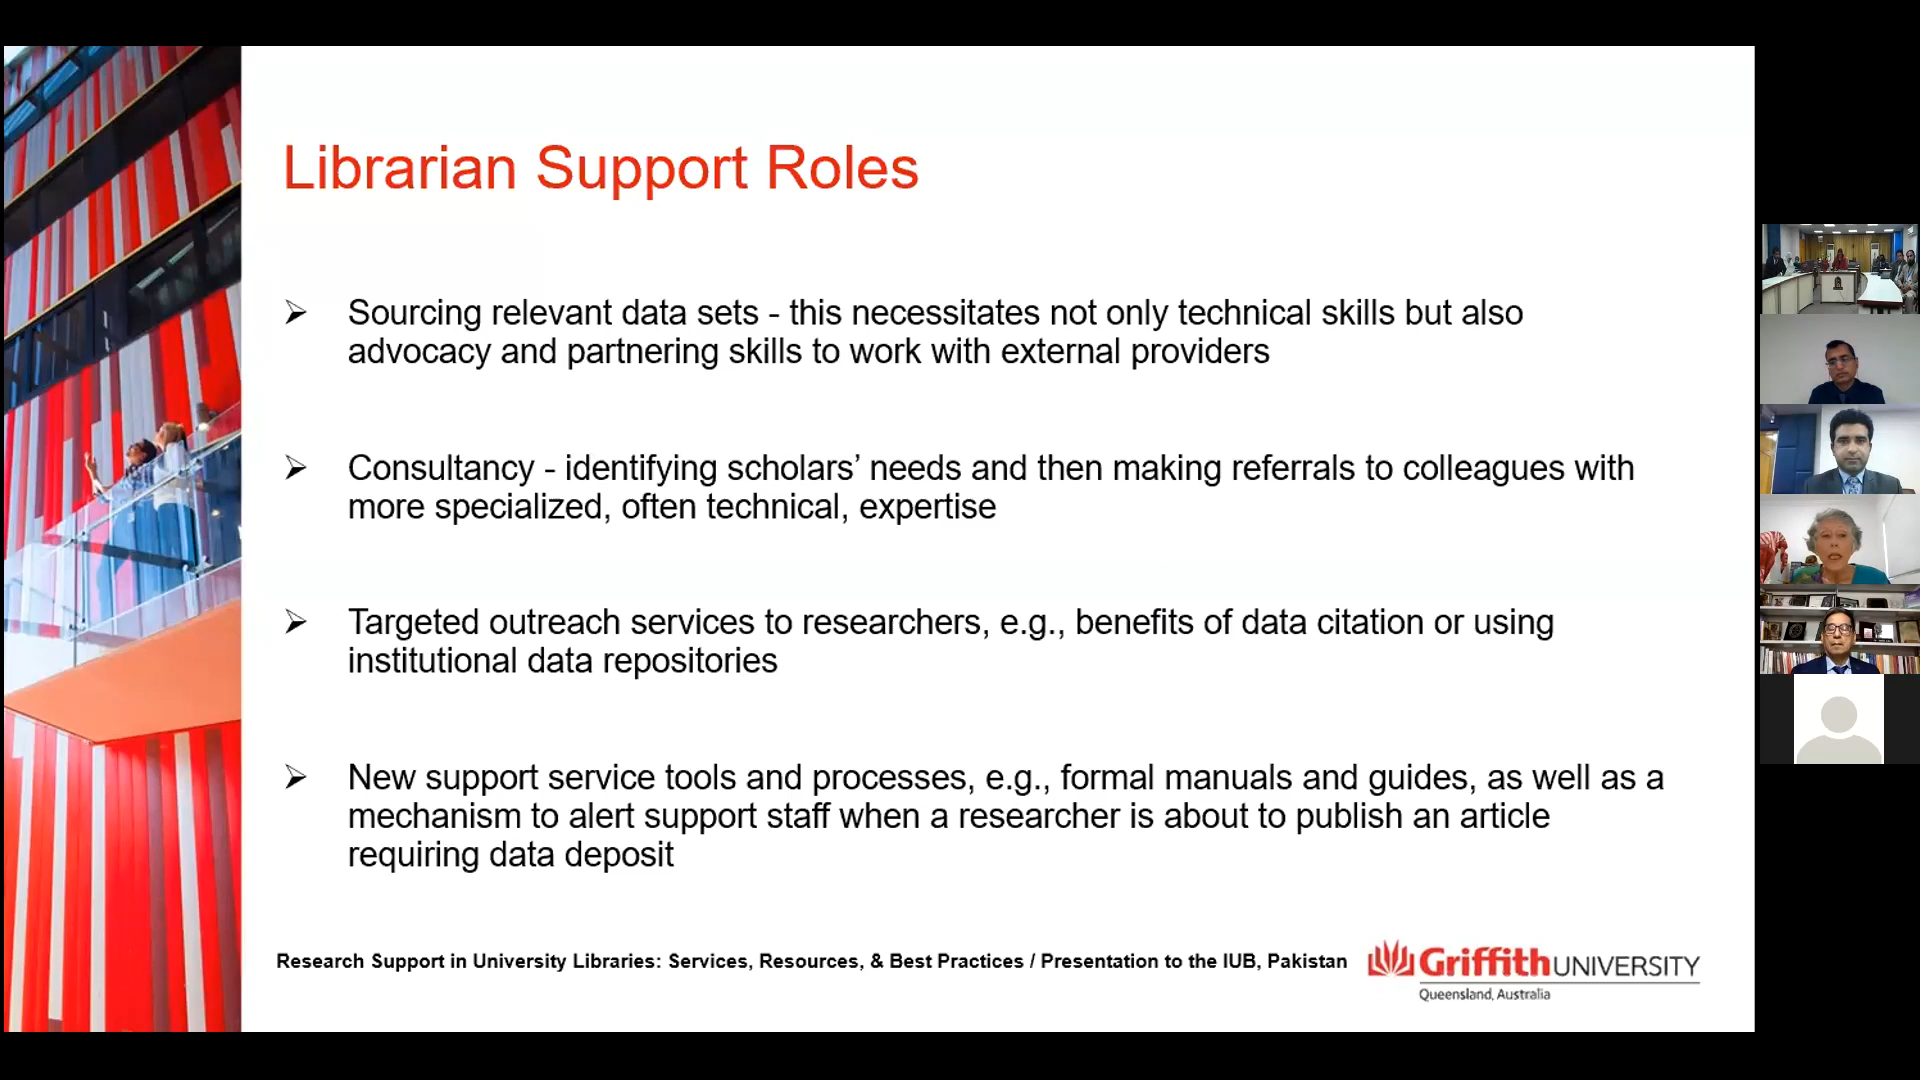 Librarian Support Roles
Sourcing relevant data sets - this necessitates not only technical skills but also
advocacy and partnering skills to work with external providers
Consultancy - identifying scholars’ needs and then making referrals to colleagues with
more specialized, often technical, expertise
Targeted outreach services to researchers, e.g., benefits of data citation or using
institutional data repositories
New support service tools and processes, e.g., formal manuals and guides, as well as a
mechanism to alert support staff when a researcher is about to publish an article
requiring data deposit
Research Support in University Libraries: Services, Resources, & Best Practices / Presentation to the IUB, Pakistan
Griffith UNIVERSITY
Queensland, Australia